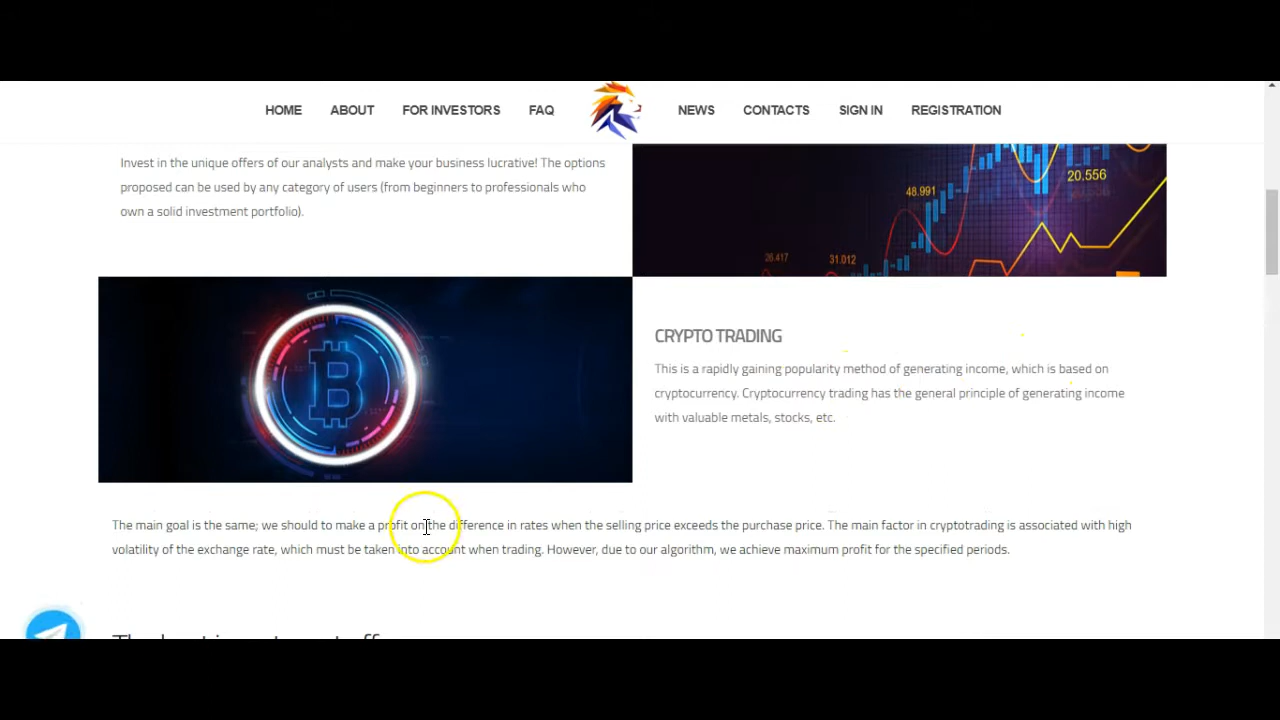 HOME ABOUT FOR INVESTORS FAQ NEWS CONTACTS SIGN IN REGISTRATION
Invest in the unique offers of our analysts and make your business lucrative! The options
proposed can be used by any category of users (from beginners to professionals who
own a solid investment portfolio).
48.991
20.556
26.417
31.012
CRYPTO TRADING
This is a rapidly gaining popularity method of generating income, which is based on
cryptocurrency. Cryptocurrency trading has the general principle of generating income
with valuable metals, stocks, etc.
The main goal is the same; we should to make a profit on the difference in rates when the selling price exceeds the purchase price. The main factor in cryptotrading is associated with high
volatility of the exchange rate, which must be taken into account when trading. However, due to our algorithm, we achieve maximum profit for the specified periods.